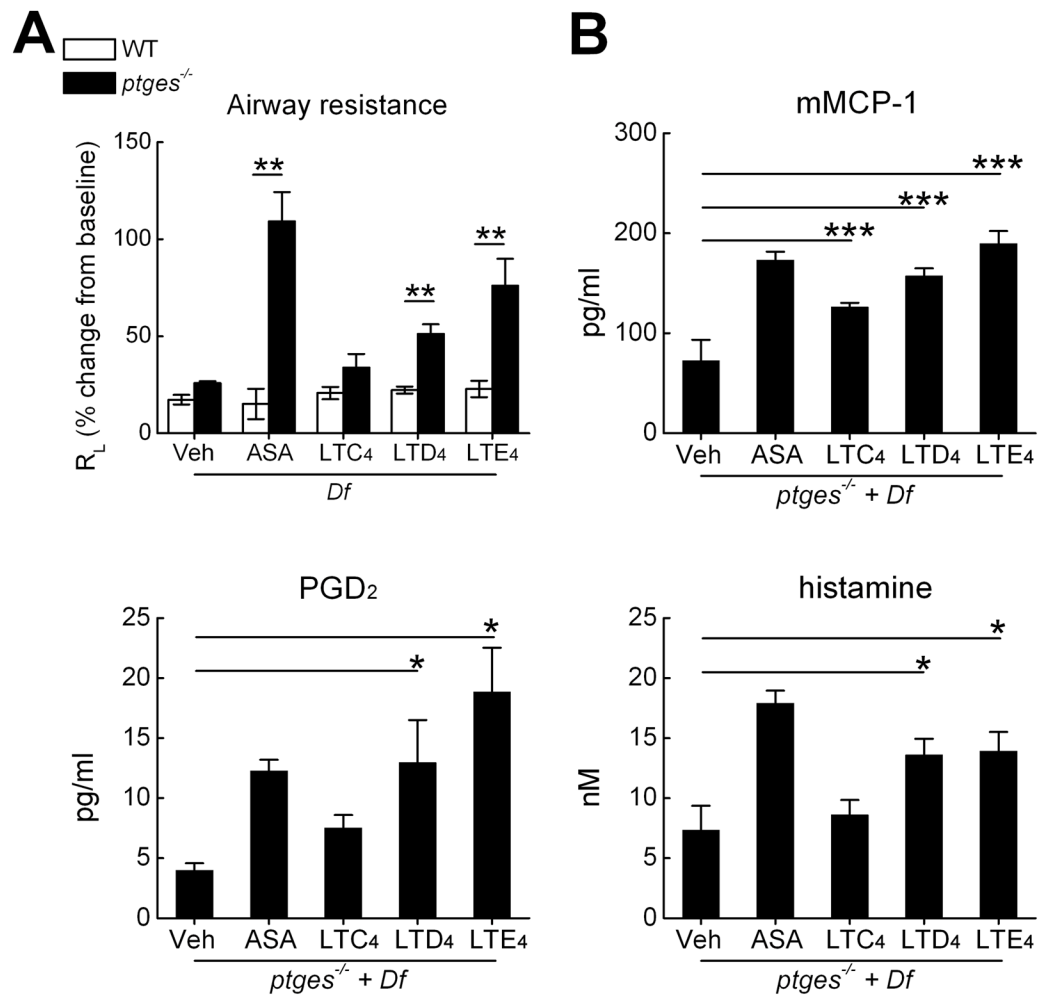 A
WT
ptges-/-
Airway resistance
RL (% change from baseline)
150
100
50
0
**
**
**
Veh ASA LTC4 LTD4 LTE4
Df
B
mMCP-1
pg/ml
300
200
100
0
***
***
***
Veh ASA LTC4 LTD4 LTE4
ptges-/- + Df
PGD2
pg/ml
25
20
15
10
5
0
*
*
Veh ASA LTC4 LTD4 LTE4
ptges-/- + Df
histamine
nM
25
20
15
10
5
0
*
*
Veh ASA LTC4 LTD4 LTE4
ptges-/- + Df